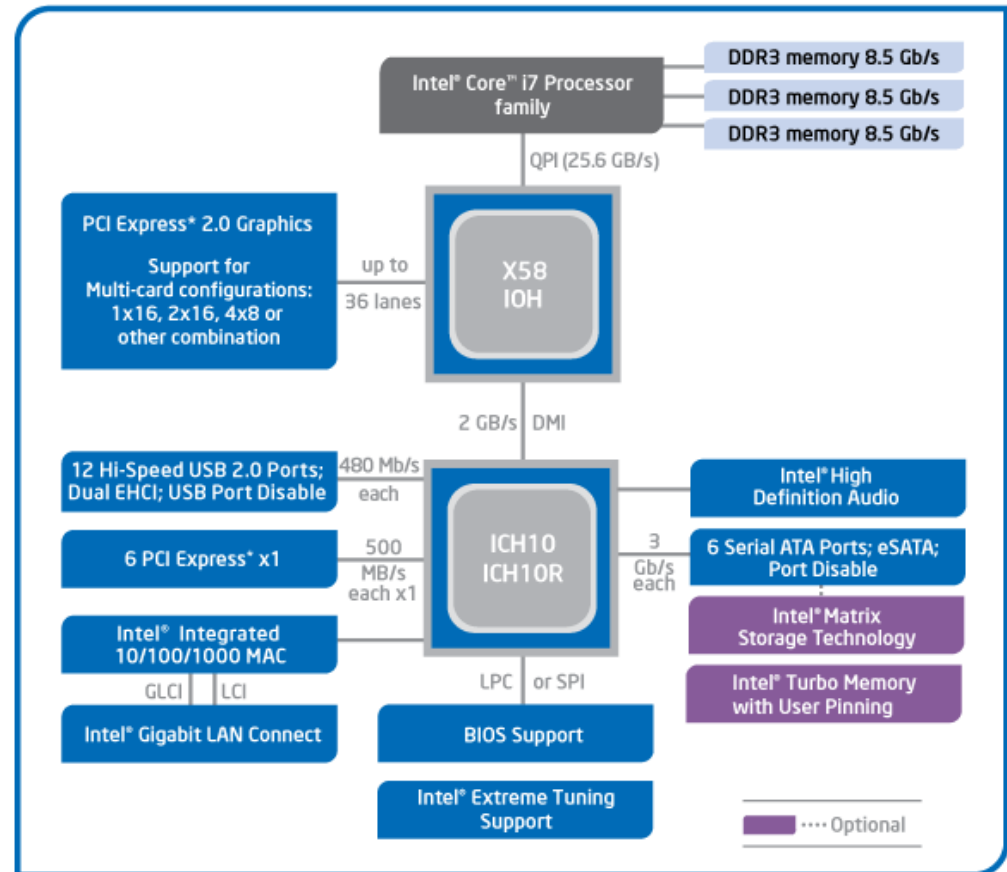 Intel® Core™ i7 Processor
family
DDR3 memory 8.5 Gb/s
DDR3 memory 8.5 Gb/s
DDR3 memory 8.5 Gb/s
QPI (25.6 GB/s)
PCI Express* 2.0 Graphics
Support for
Multi-card configurations:
1x16, 2x16, 4x8 or
other combination
up to
36 lanes
X58
IOH
2 GB/s DMI
12 Hi-Speed USB 2.0 Ports;
Dual EHCI; USB Port Disable
480 Mb/s
each
6 PCI Express* x1
500
MB/s
each x1
Intel® Integrated
10/100/1000 MAC
GLCI LCI
Intel® Gigabit LAN Connect
ICH10
ICH10R
Intel® High
Definition Audio
3
Gb/s
each
6 Serial ATA Ports; eSATA;
Port Disable
Intel® Matrix
Storage Technology
Intel® Turbo Memory
with User Pinning
LPC or SPI
BIOS Support
Intel® Extreme Tuning
Support
Optional